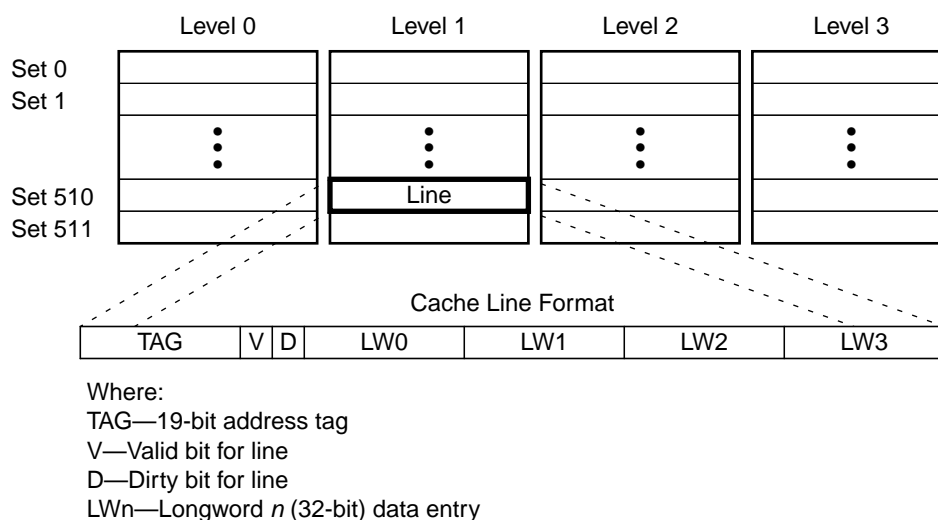 Level 0 Level 1 Level 2 Level 3
Set 0
Set 1
Set 510 Line
Set 511
Cache Line Format
TAG V D LW0 LW1 LW2 LW3
Where:
TAG—19-bit address tag
V—Valid bit for line
D—Dirty bit for line
LWn—Longword n (32-bit) data entry